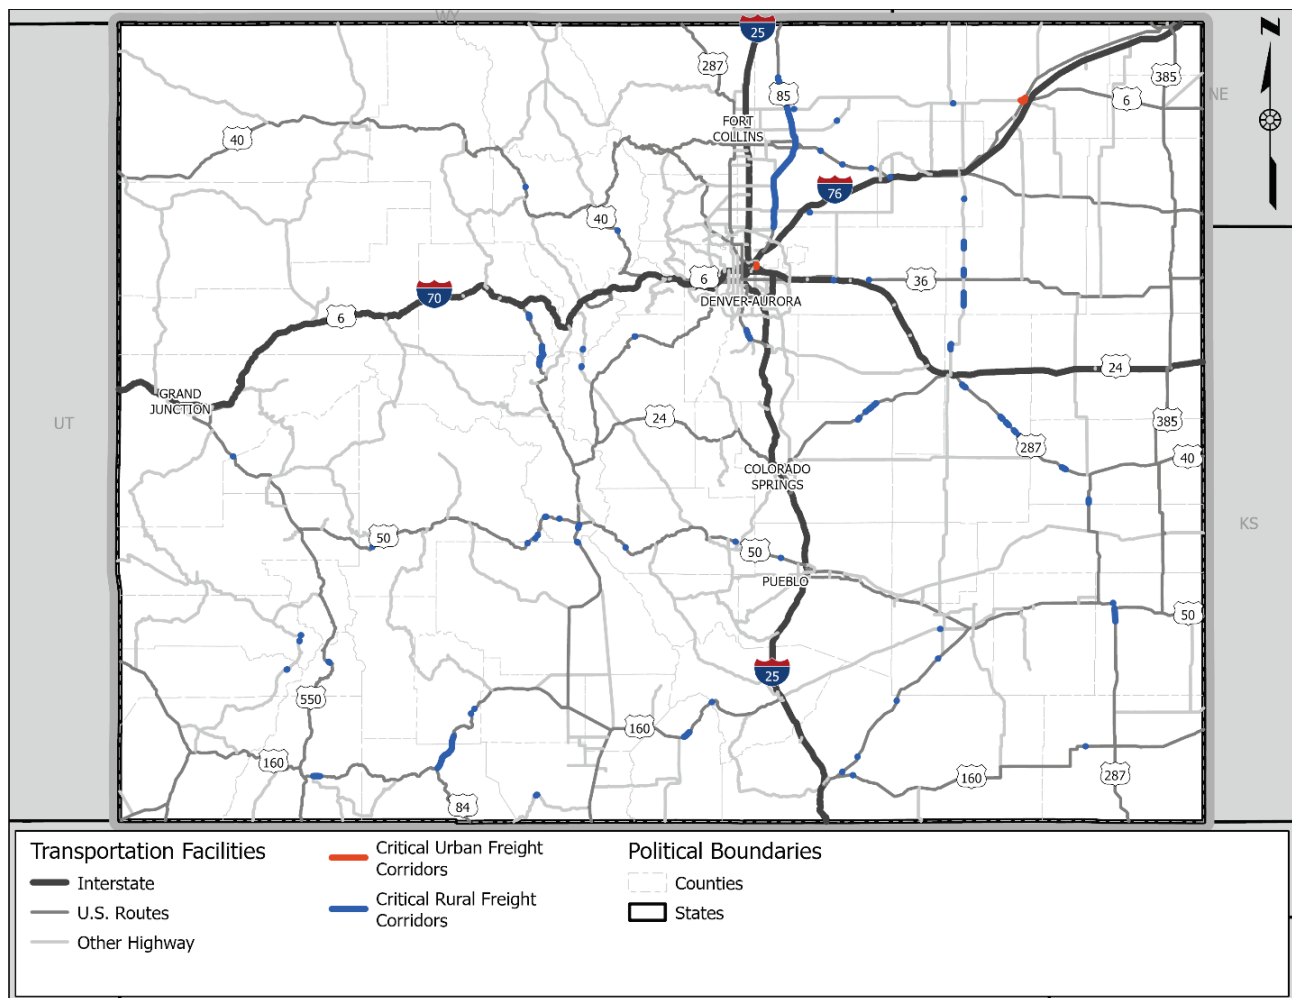 WY
25
N
287
385
85
6
NE
FORT
COLLINS
40
76
40
6
36
70
DENVER-AURORA
6
24
GRAND
JUNCTION
UT
24
385
287
40
COLORADO
SPRINGS
KS
50
50
PUEBLO
50
25
550
160
160
160
287
84
Transportation Facilities
Interstate
U.S. Routes
Other Highway
Critical Urban Freight
Corridors
Critical Rural Freight
Corridors
Political Boundaries
Counties
States